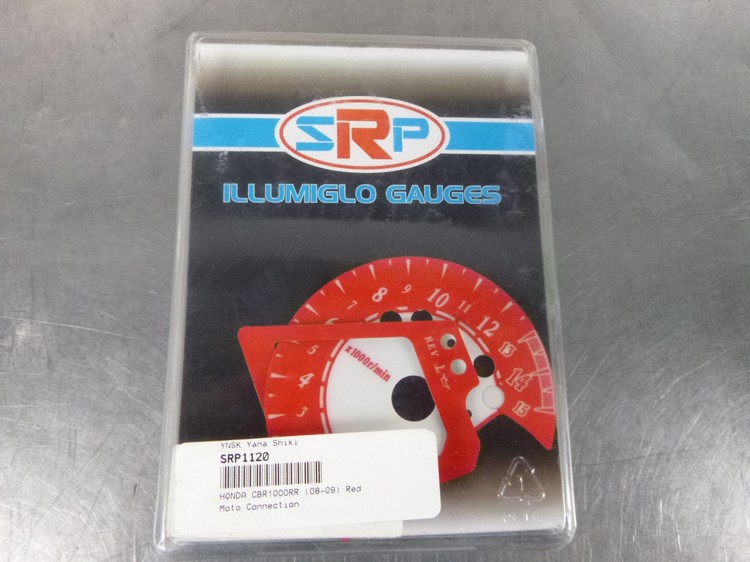 SRP
ILLUMIGLO GAUGES
7 8 9 10 11 12 13 14 15
5
4
3
x1000r/min
REV
YNSK Yana Shiki
SRP1120
HONDA CBR1000RR (08-09) Red
Moto Connection
1